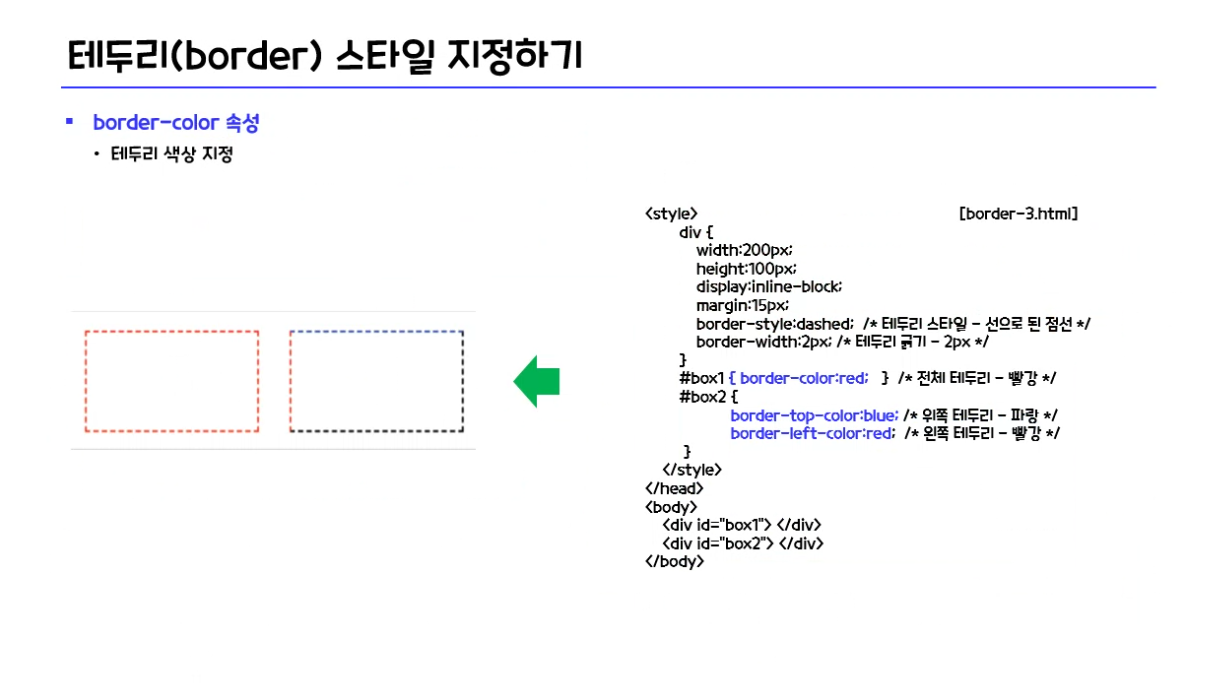 테두리(border) 스타일 지정하기
▪ border-color 속성
• 테두리 색상 지정
<style> [border-3.html]
div {
width:200px;
height:100px;
display:inline-block;
margin:15px;
border-style:dashed; /* 테두리 스타일 - 선으로 된 점선 */
border-width:2px; /* 테두리 굵기 - 2px */
}
#box1 { border-color:red; } /* 전체 테두리 - 빨강 */
#box2 {
border-top-color:blue; /* 위쪽 테두리 - 파랑 */
border-left-color:red; /* 왼쪽 테두리 - 빨강 */
}
</style>
</head>
<body>
<div id="box1"> </div>
<div id="box2"> </div>
</body>